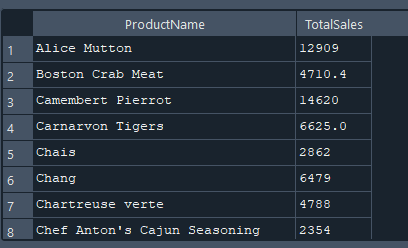 ProductName TotalSales
1 Alice Mutton 12909
2 Boston Crab Meat 4710.4
3 Camembert Pierrot 14620
4 Carnarvon Tigers 6625.0
5 Chais 2862
6 Chang 6479
7 Chartreuse verte 4788
8 Chef Anton's Cajun Seasoning 2354